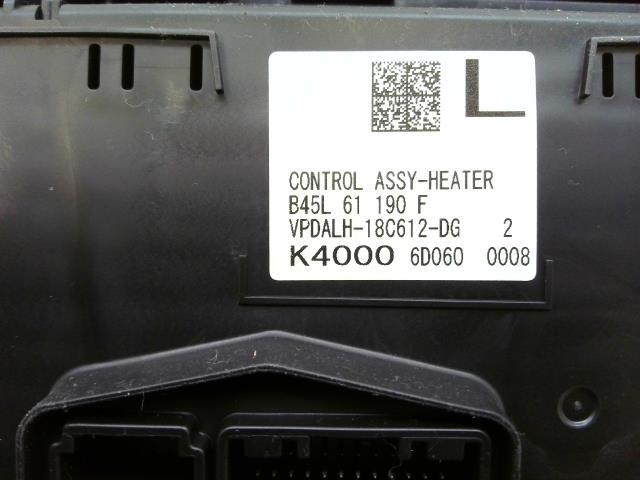 L
CONTROL ASSY-HEATER
B45L 61 190 F
VPDALH-18C612-DG 2
K4000 6D060 0008